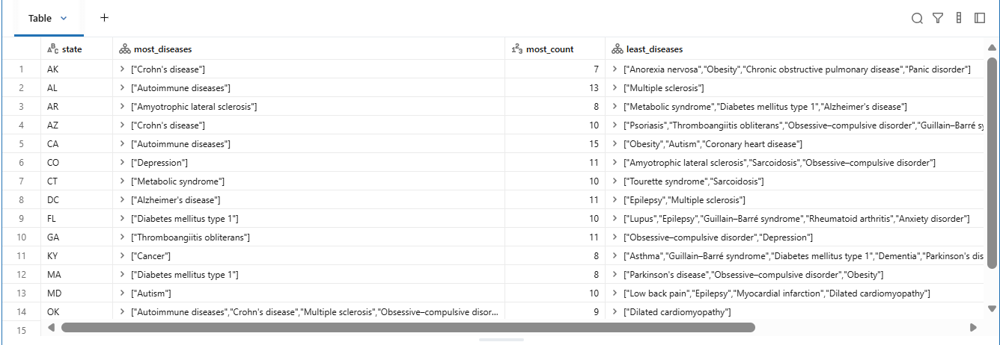 Table +
ABC state most_diseases 123 most_count least_diseases
1 AK ["Crohn's disease"] 7 ["Anorexia nervosa","Obesity","Chronic obstructive pulmonary disease","Panic disorder"]
2 AL ["Autoimmune diseases"] 13 ["Multiple sclerosis"]
3 AR ["Amyotrophic lateral sclerosis"] 8 ["Metabolic syndrome","Diabetes mellitus type 1","Alzheimer's disease"]
4 AZ ["Crohn's disease"] 10 ["Psoriasis","Thromboangiitis obliterans","Obsessive–compulsive disorder","Guillain–Barré sy
5 CA ["Autoimmune diseases"] 15 ["Obesity","Autism","Coronary heart disease"]
6 CO ["Depression"] 11 ["Amyotrophic lateral sclerosis","Sarcoidosis","Obsessive–compulsive disorder"]
7 CT ["Metabolic syndrome"] 10 ["Tourette syndrome","Sarcoidosis"]
8 DC ["Alzheimer's disease"] 11 ["Epilepsy","Multiple sclerosis"]
9 FL ["Diabetes mellitus type 1"] 10 ["Lupus","Epilepsy","Guillain–Barré syndrome","Rheumatoid arthritis","Anxiety disorder"]
10 GA ["Thromboangiitis obliterans"] 11 ["Obsessive–compulsive disorder","Depression"]
11 KY ["Cancer"] 8 ["Asthma","Guillain–Barré syndrome","Diabetes mellitus type 1","Dementia","Parkinson's dis
12 MA ["Diabetes mellitus type 1"] 8 ["Parkinson's disease","Obsessive–compulsive disorder","Obesity"]
13 MD ["Autism"] 10 ["Low back pain","Epilepsy","Myocardial infarction","Dilated cardiomyopathy"]
14 OK ["Autoimmune diseases","Crohn's disease","Multiple sclerosis","Obsessive–compulsive disor... 9 ["Dilated cardiomyopathy"]
15